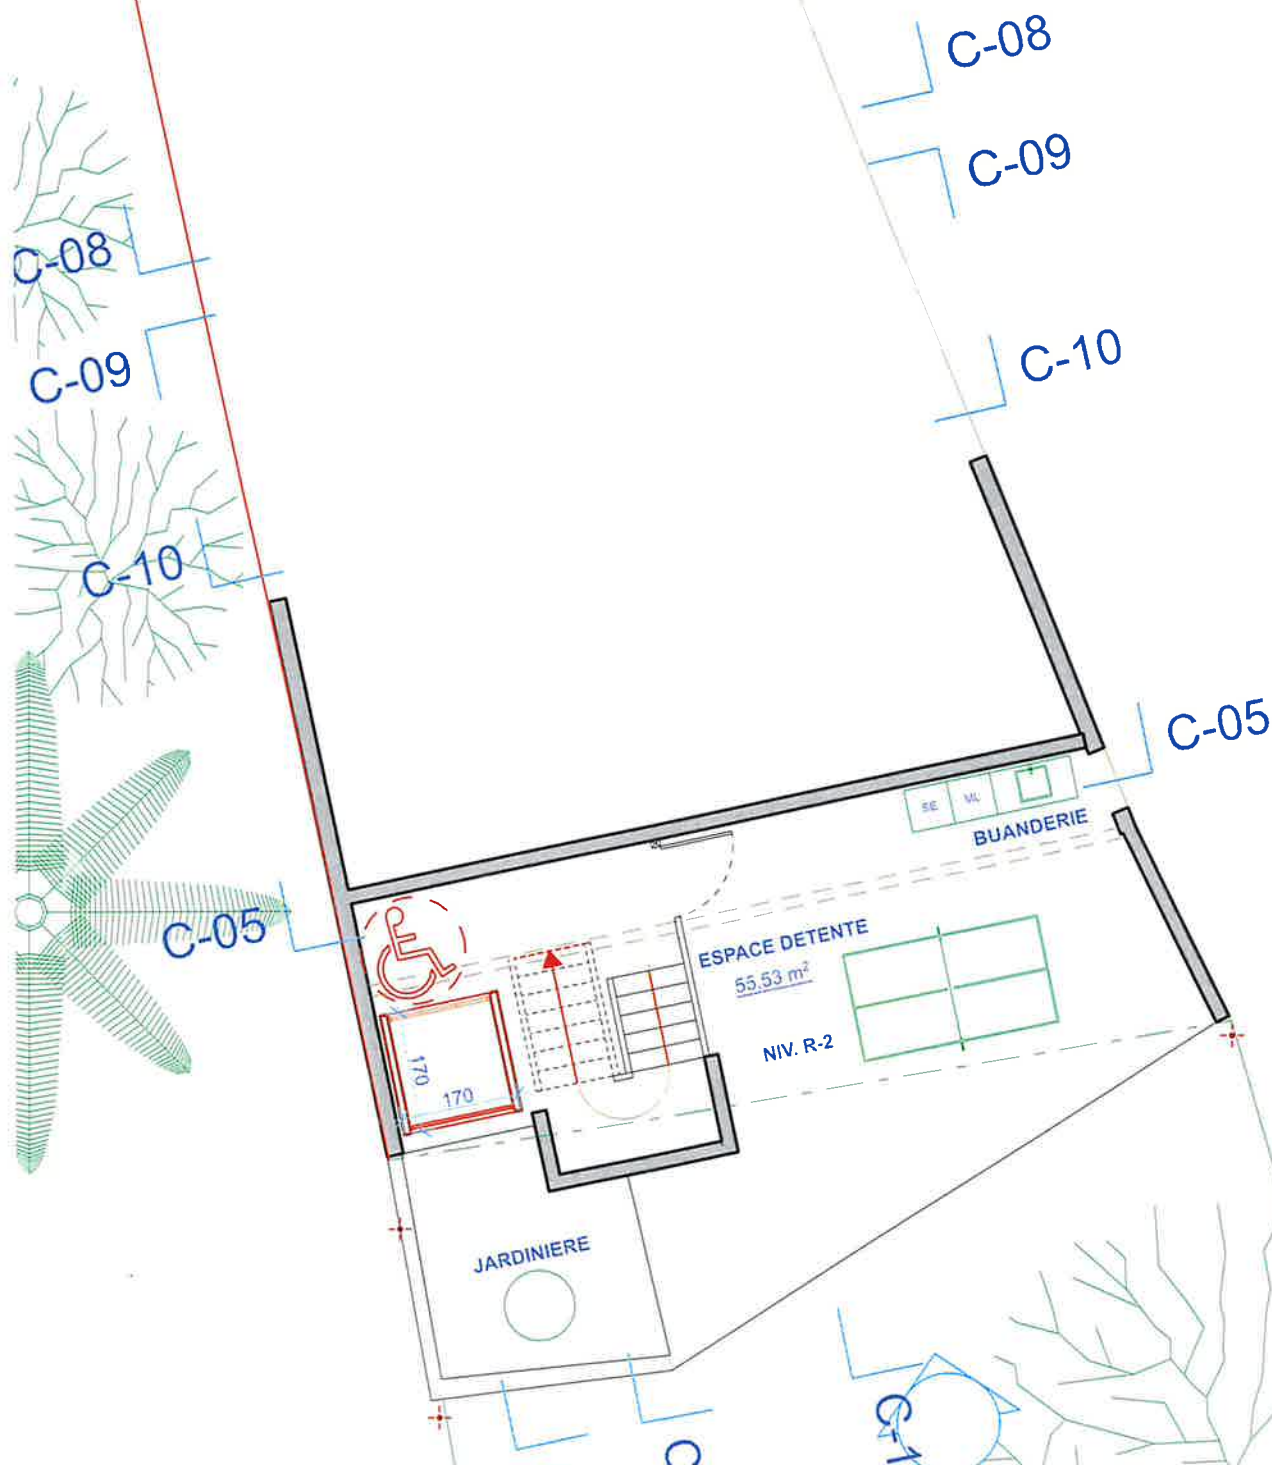 C-08
C-09
C-08
C-09
C-10
C-10
C-05
SE
ML
BUANDERIE
C-05
ESPACE DETENTE
55,53 m²
NIV. R-2
170
170
JARDINIERE